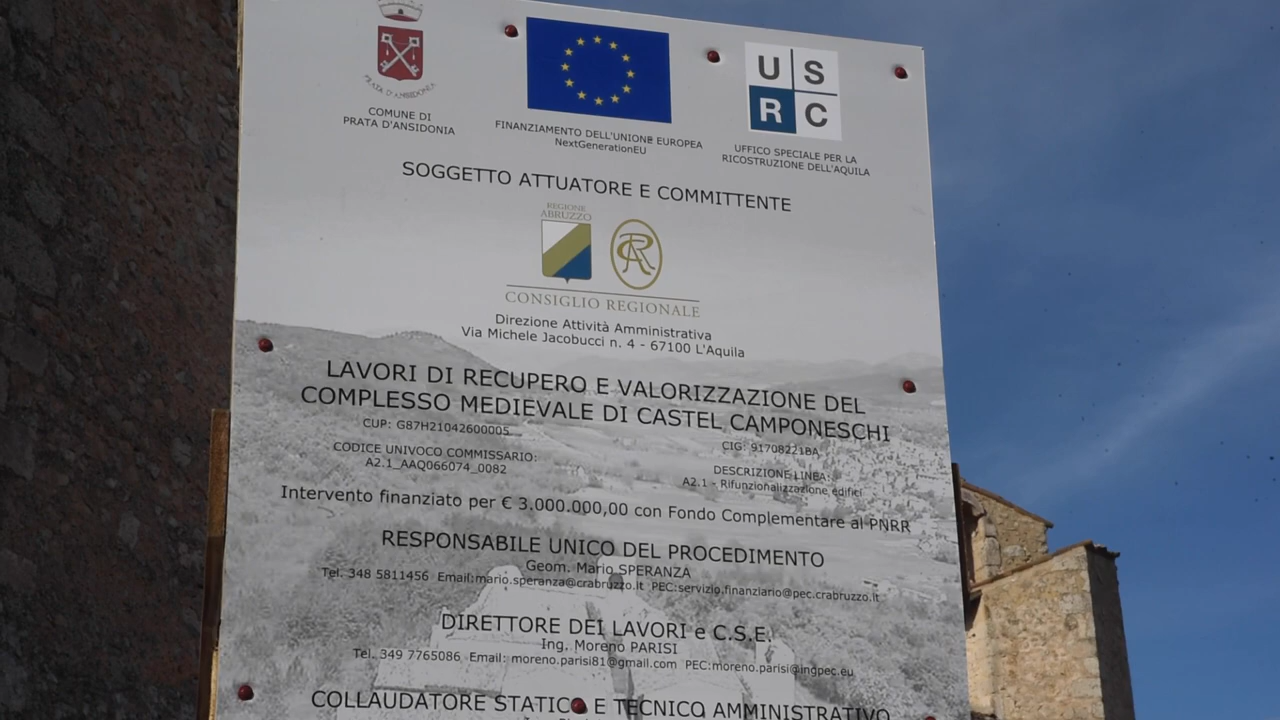 PRATA D'ANSIDONIA
COMUNE DI
PRATA D'ANSIDONIA
FINANZIAMENTO DELL'UNIONE EUROPEA
NextGenerationEU
U S
R C
UFFICO SPECIALE PER LA
RICOSTRUZIONE DELL'AQUILA
SOGGETTO ATTUATORE E COMMITTENTE
REGIONE
ABRUZZO
CONSIGLIO REGIONALE
Direzione Attività Amministrativa
Via Michele Jacobucci n. 4 - 67100 L'Aquila
LAVORI DI RECUPERO E VALORIZZAZIONE DEL
COMPLESSO MEDIEVALE DI CASTEL CAMPONESCHI
CUP: G87H21042600005
CIG: 91708221BA
CODICE UNIVOCO COMMISSARIO:
A2.1_AAQ066074_0082
DESCRIZIONE LINEA:
A2.1 - Rifunzionalizzazione edifici
Intervento finanziato per € 3.000.000,00 con Fondo Complementare al PNRR
RESPONSABILE UNICO DEL PROCEDIMENTO
Geom. Mario SPERANZA
Tel. 348 5811456 Email:mario.speranza@crabruzzo.it PEC:servizio.finanziario@pec.crabruzzo.it
DIRETTORE DEI LAVORI e C.S.E.
Ing. Moreno PARISI
Tel. 349 7765086 Email: moreno.parisi81@gmail.com PEC:moreno.parisi@ingpec.eu
COLLAUDATORE STATICO E TECNICO AMMINISTRATIVO